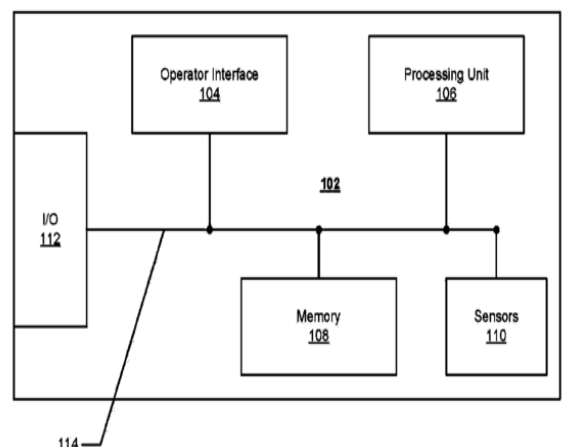 Operator Interface
104
Processing Unit
106
102
I/O
112
Memory
108
Sensors
110
114